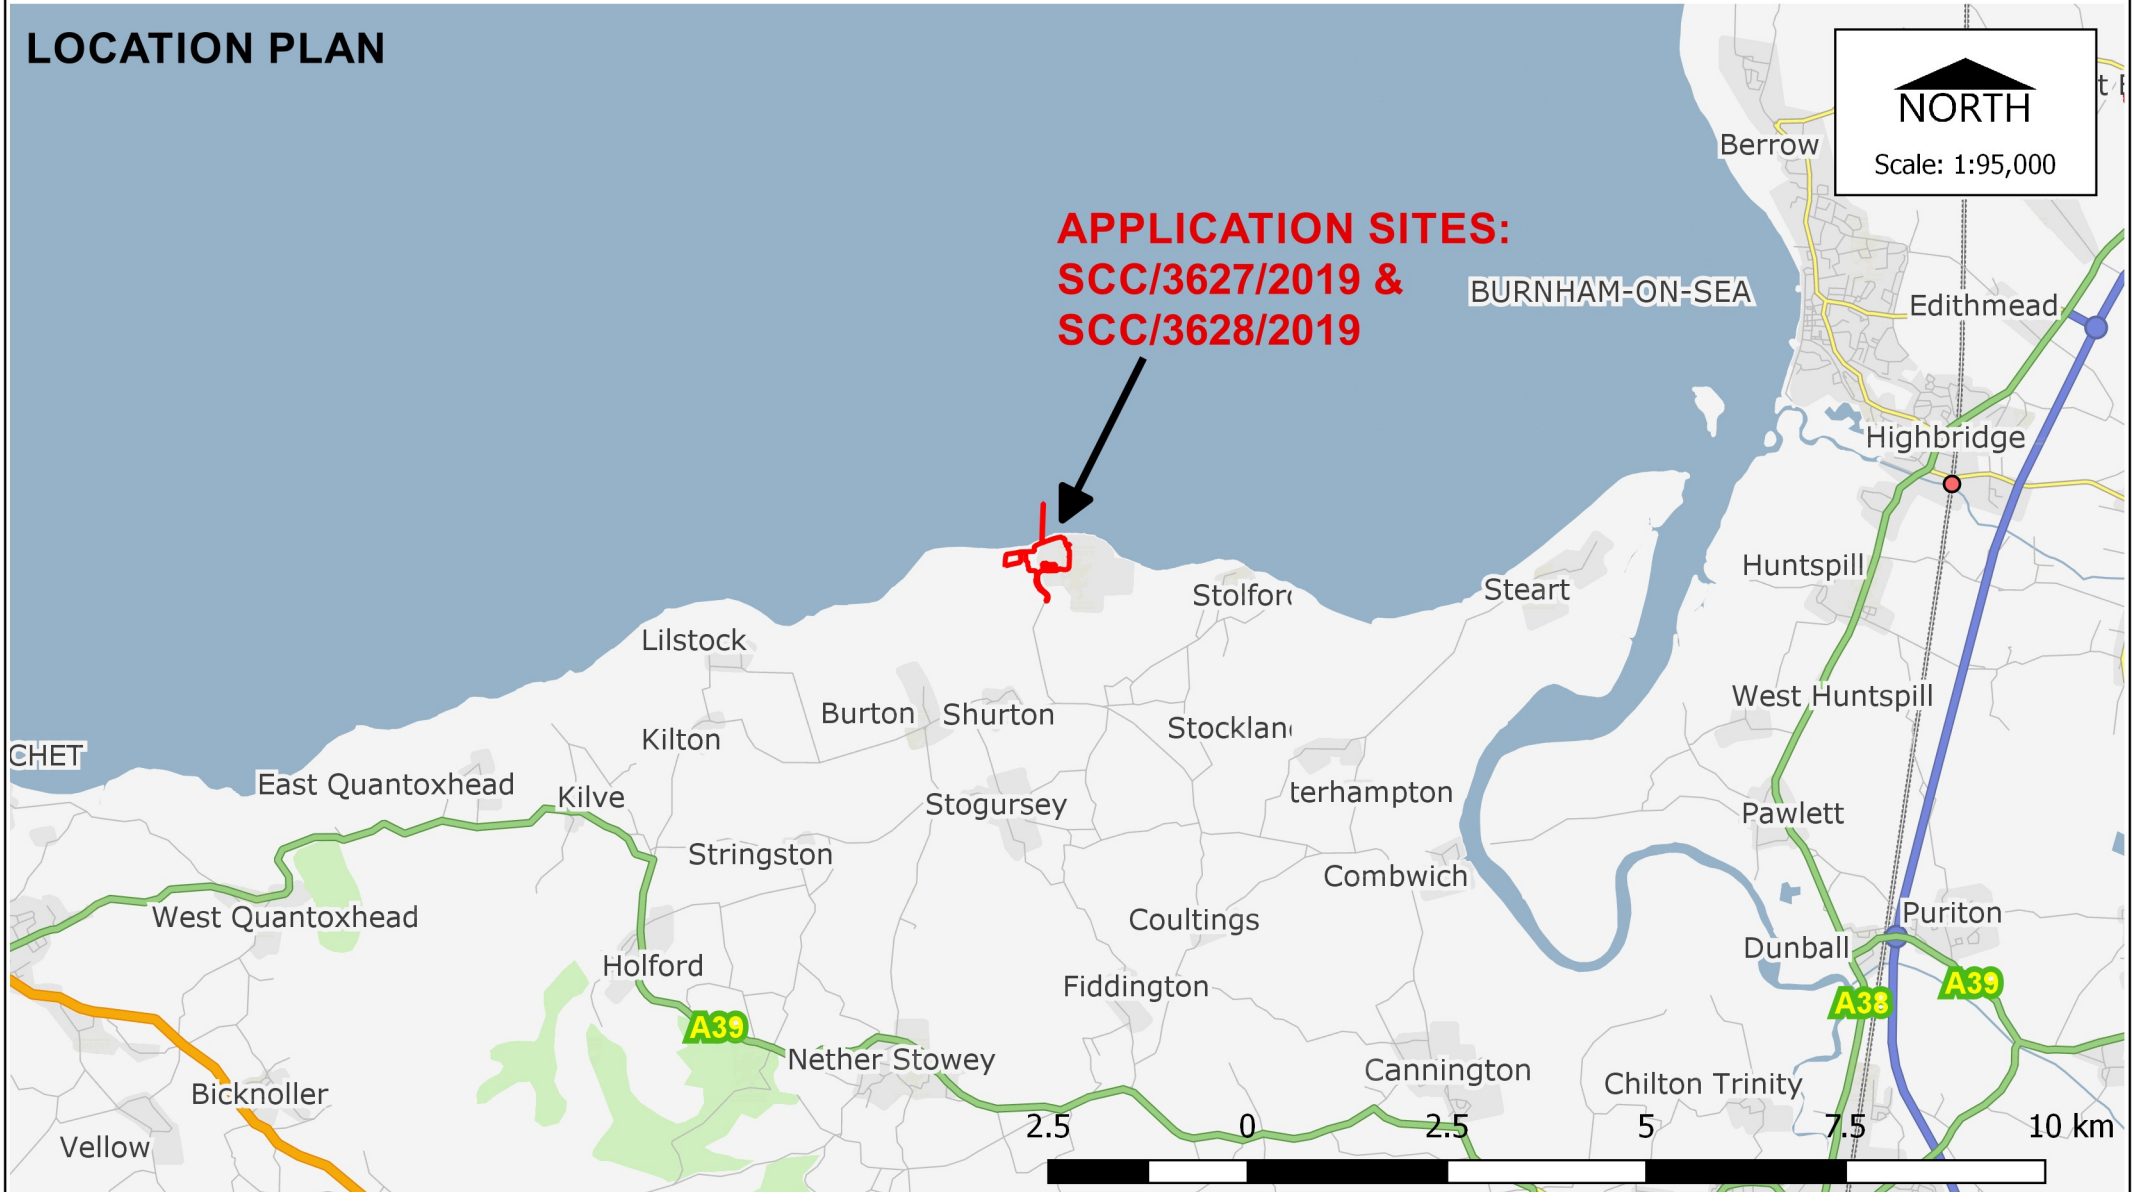 LOCATION PLAN
NORTH
Scale: 1:95,000
Berrow
APPLICATION SITES:
SCC/3627/2019 &
SCC/3628/2019
BURNHAM-ON-SEA
Edithmead
Highbridge
Huntspill
Steart
Stolford
Lilstock
West Huntspill
Burton
Shurton
Stockland
Kilton
CHET
East Quantoxhead
Kilve
terhampton
Stogursey
Pawlett
Stringston
Combwich
West Quantoxhead
Coultings
Puriton
Dunball
Holford
Fiddington
A39
A38
A39
Nether Stowey
Cannington
Chilton Trinity
Bicknoller
Vellow
2.5 0 2.5 5 7.5 10 km